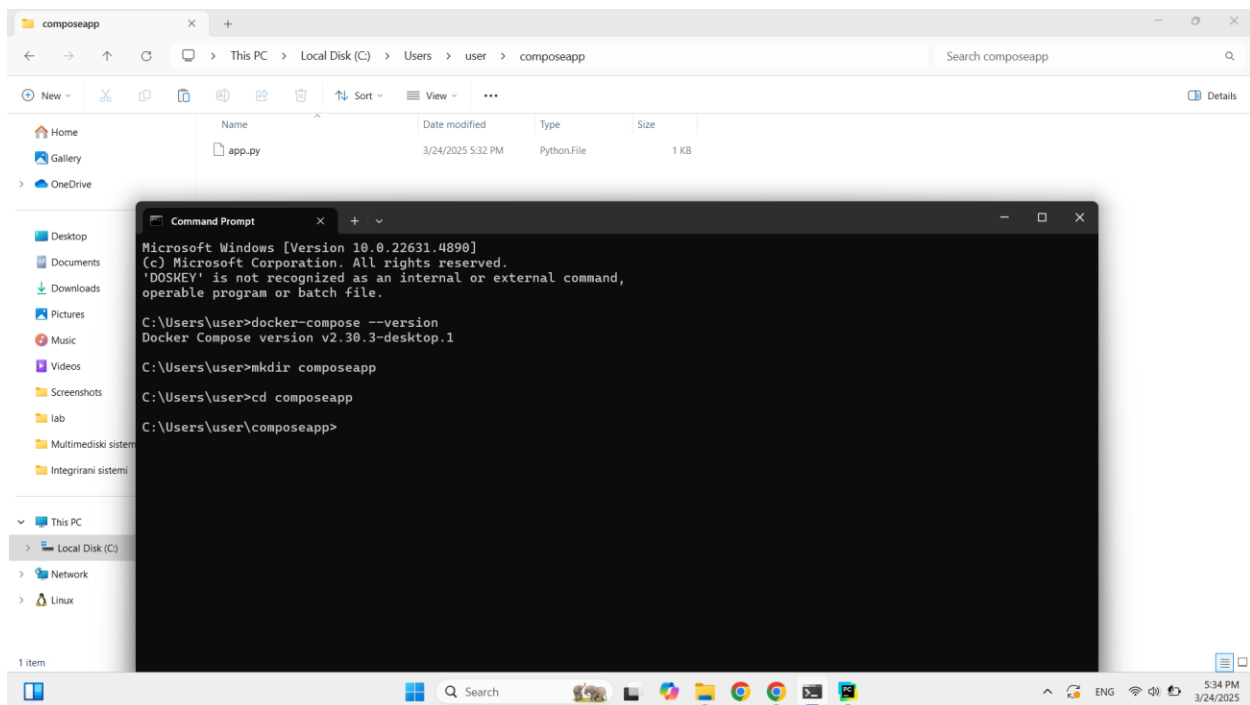 composeapp
This PC > Local Disk (C:) > Users > user > composeapp
Search composeapp
New
Sort
View
Details
Home
Gallery
OneDrive
Desktop
Documents
Downloads
Pictures
Music
Videos
Screenshots
lab
Multimediski sistem
Integrirani sistemi
This PC
Local Disk (C:)
Network
Linux
Name Date modified Type Size
app..py 3/24/2025 5:32 PM Python.File 1 KB
Command Prompt
Microsoft Windows [Version 10.0.22631.4890]
(c) Microsoft Corporation. All rights reserved.
'DOSKEY' is not recognized as an internal or external command,
operable program or batch file.
C:\Users\user>docker-compose --version
Docker Compose version v2.30.3-desktop.1
C:\Users\user>mkdir composeapp
C:\Users\user>cd composeapp
C:\Users\user\composeapp>
1 item
Search
PC
ENG
5:34 PM
3/24/2025